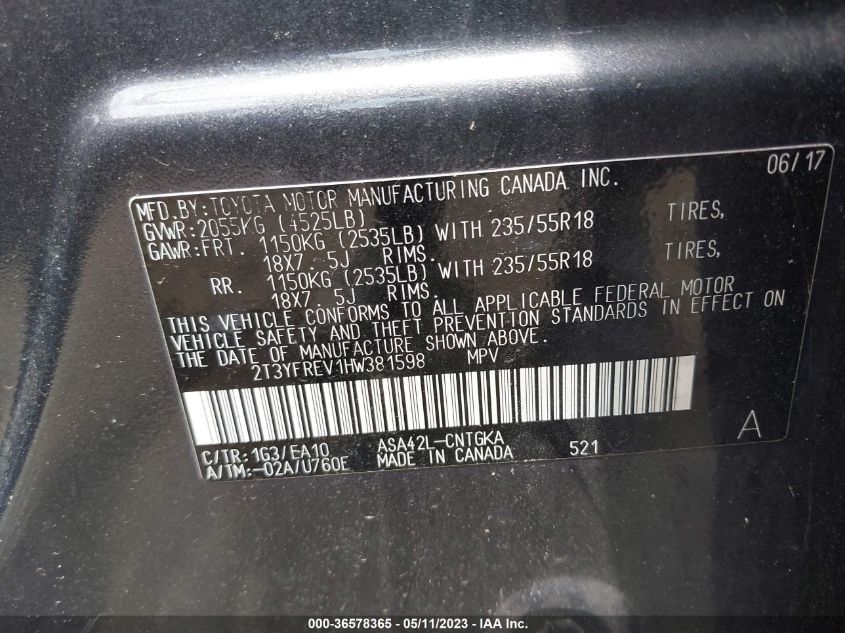 06/17
MFD.BY:TOYOTA MOTOR MANUFACTURING CANADA INC.
GVWR:2055KG (4525LB)
GAWR:FRT. 1150KG (2535LB) WITH 235/55R18 TIRES,
18X7. 5J RIMS.
RR. 1150KG (2535LB) WITH 235/55R18 TIRES,
18X7. 5J RIMS.
THIS VEHICLE CONFORMS TO ALL APPLICABLE FEDERAL MOTOR
VEHICLE SAFETY AND THEFT PREVENTION STANDARDS IN EFFECT ON
THE DATE OF MANUFACTURE SHOWN ABOVE.
2T3YFREV1HW381598 MPV
C/TR:1G3/EA10 ASA42L-CNTGKA 521 A
A/TM:-02A/U760E MADE IN CANADA
000-36578365 - 05/11/2023 - IAA Inc.